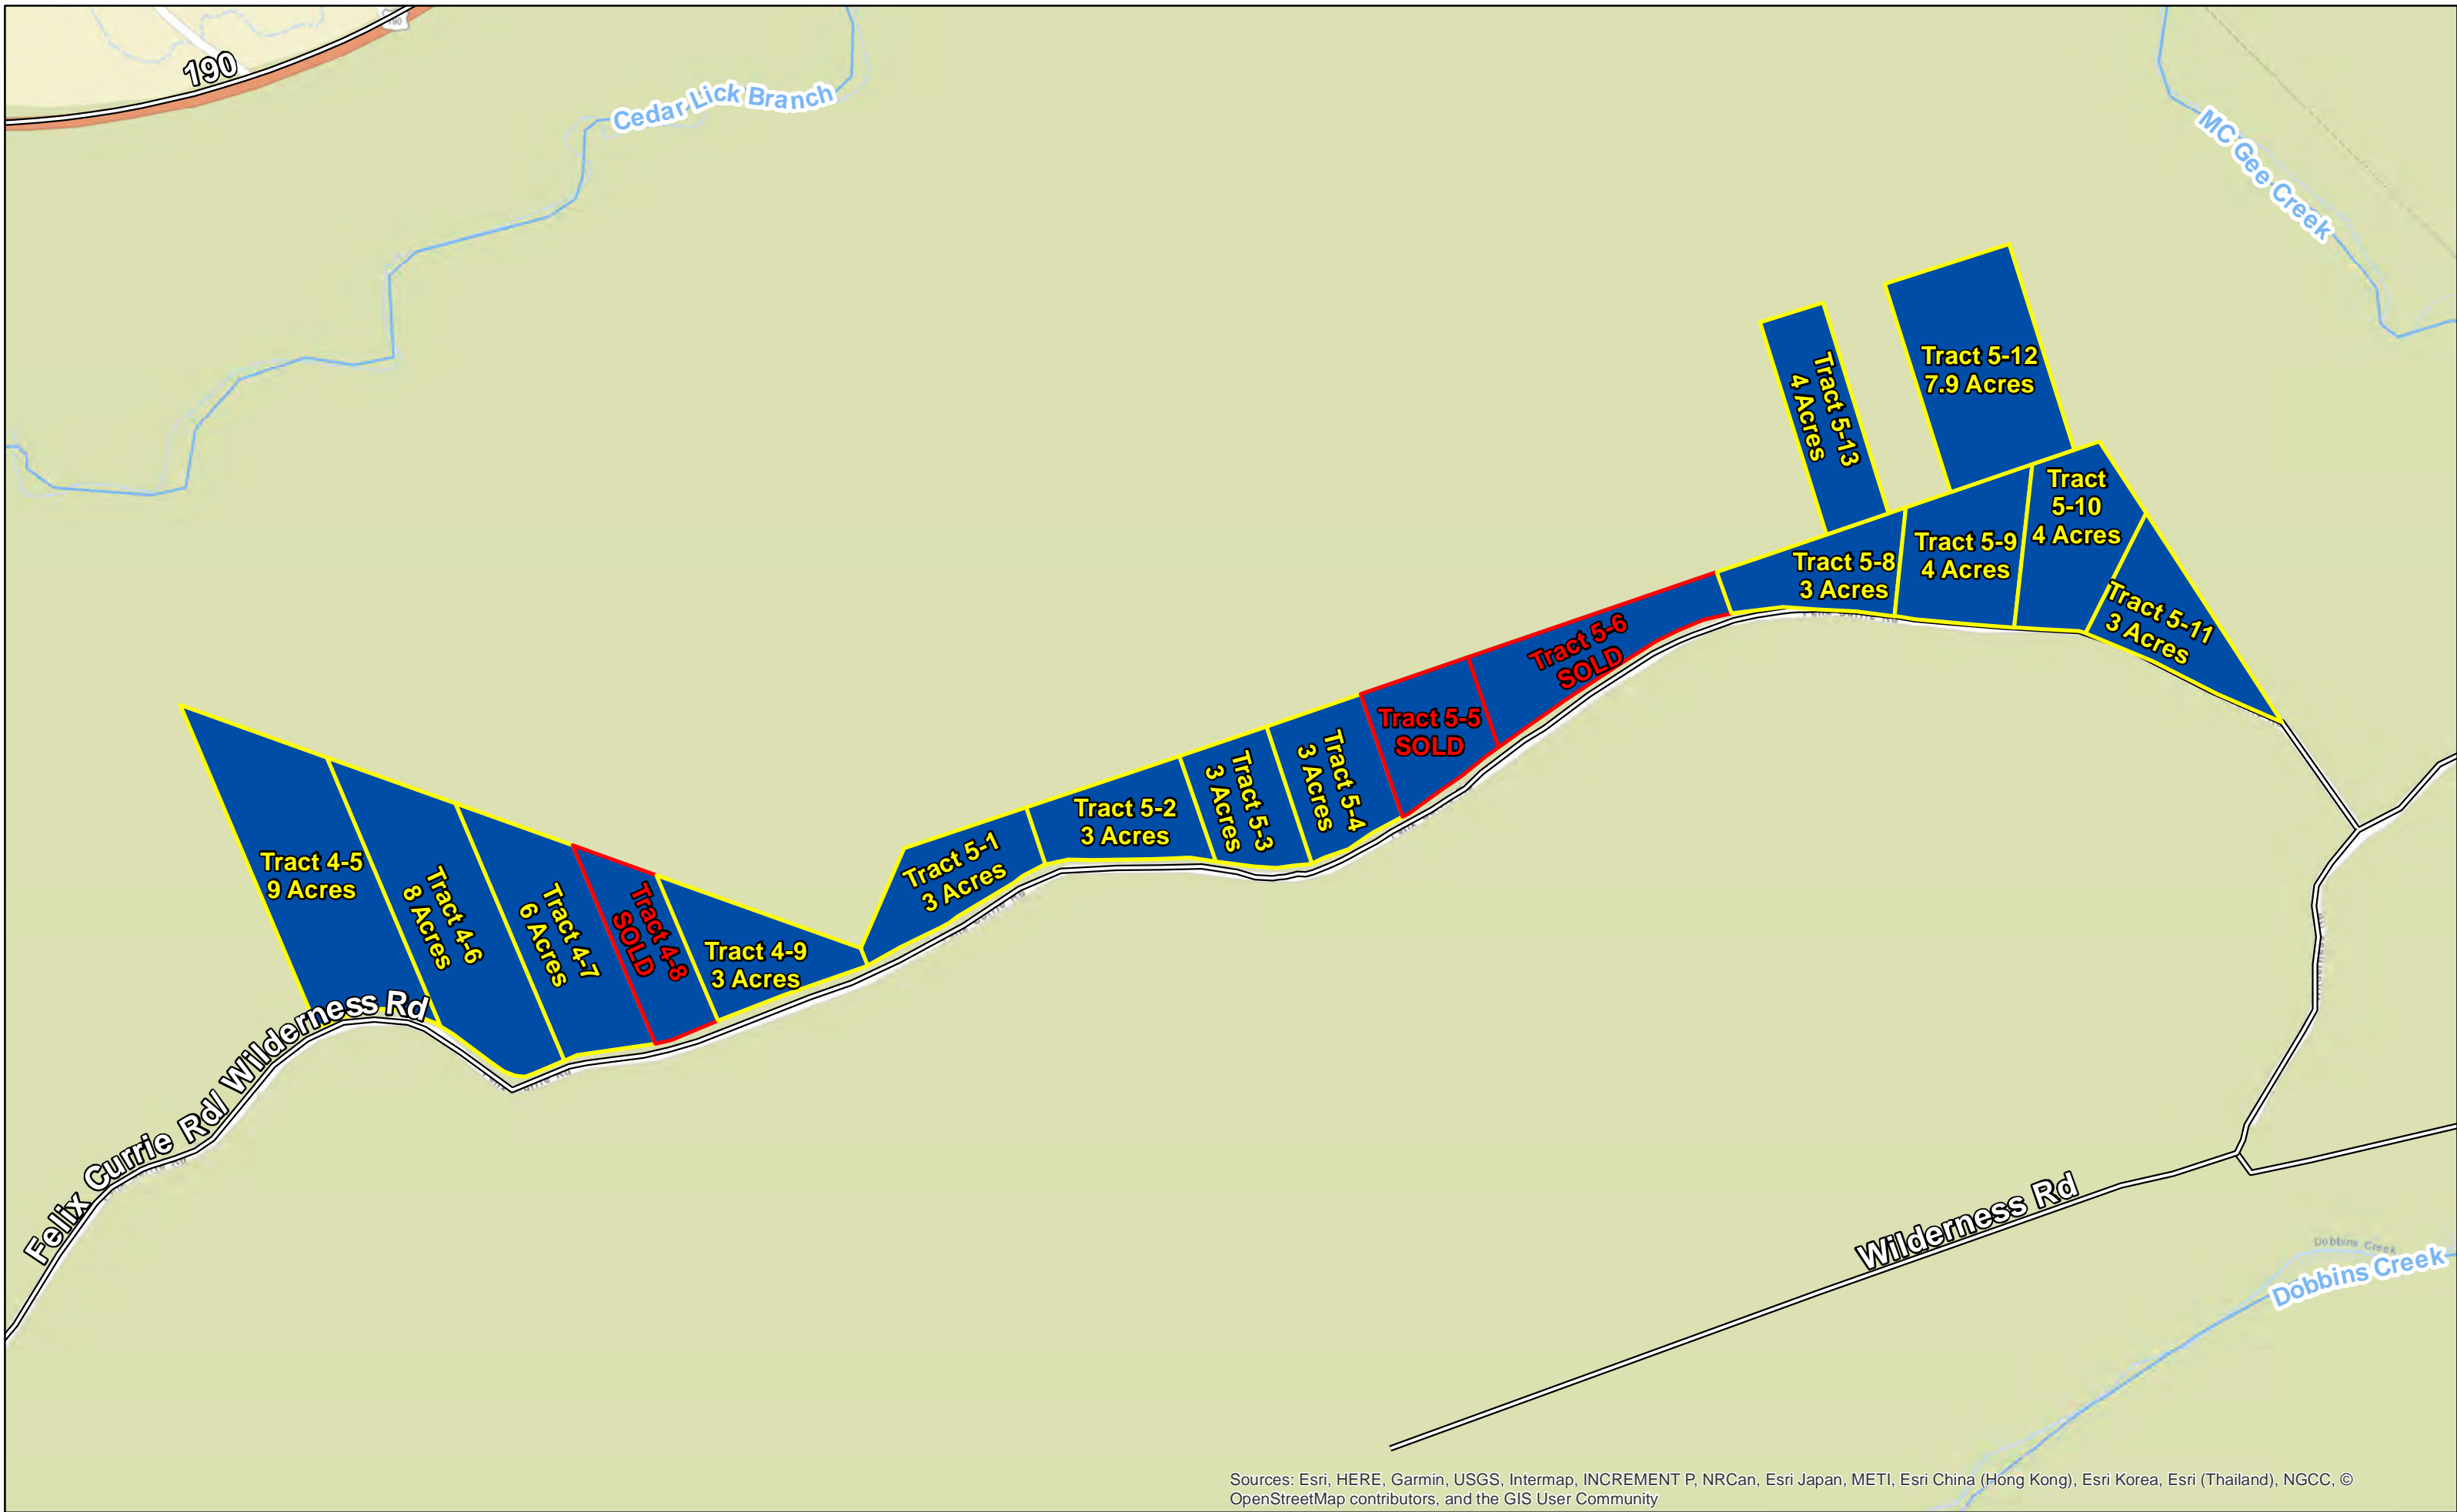 190
190
Cedar Lick Branch
MC Gee Creek
Tract 5-12
7.9 Acres
Tract 5-13
4 Acres
Tract
5-10
4 Acres
Tract 5-9
4 Acres
Tract 5-8
3 Acres
Tract 5-11
3 Acres
Tract 5-6
SOLD
Tract 5-5
SOLD
Tract 5-4
3 Acres
Tract 5-3
3 Acres
Tract 5-2
3 Acres
Tract 5-1
3 Acres
Tract 4-5
9 Acres
Tract 4-6
8 Acres
Tract 4-7
6 Acres
Tract 4-8
SOLD
Tract 4-9
3 Acres
Felix Currie Rd/ Wilderness Rd
Wilderness Rd
Dobbins Creek
Dobbins Creek
Sources: Esri, HERE, Garmin, USGS, Intermap, INCREMENT P, NRCan, Esri Japan, METI, Esri China (Hong Kong), Esri Korea, Esri (Thailand), NGCC, ©
OpenStreetMap contributors, and the GIS User Community